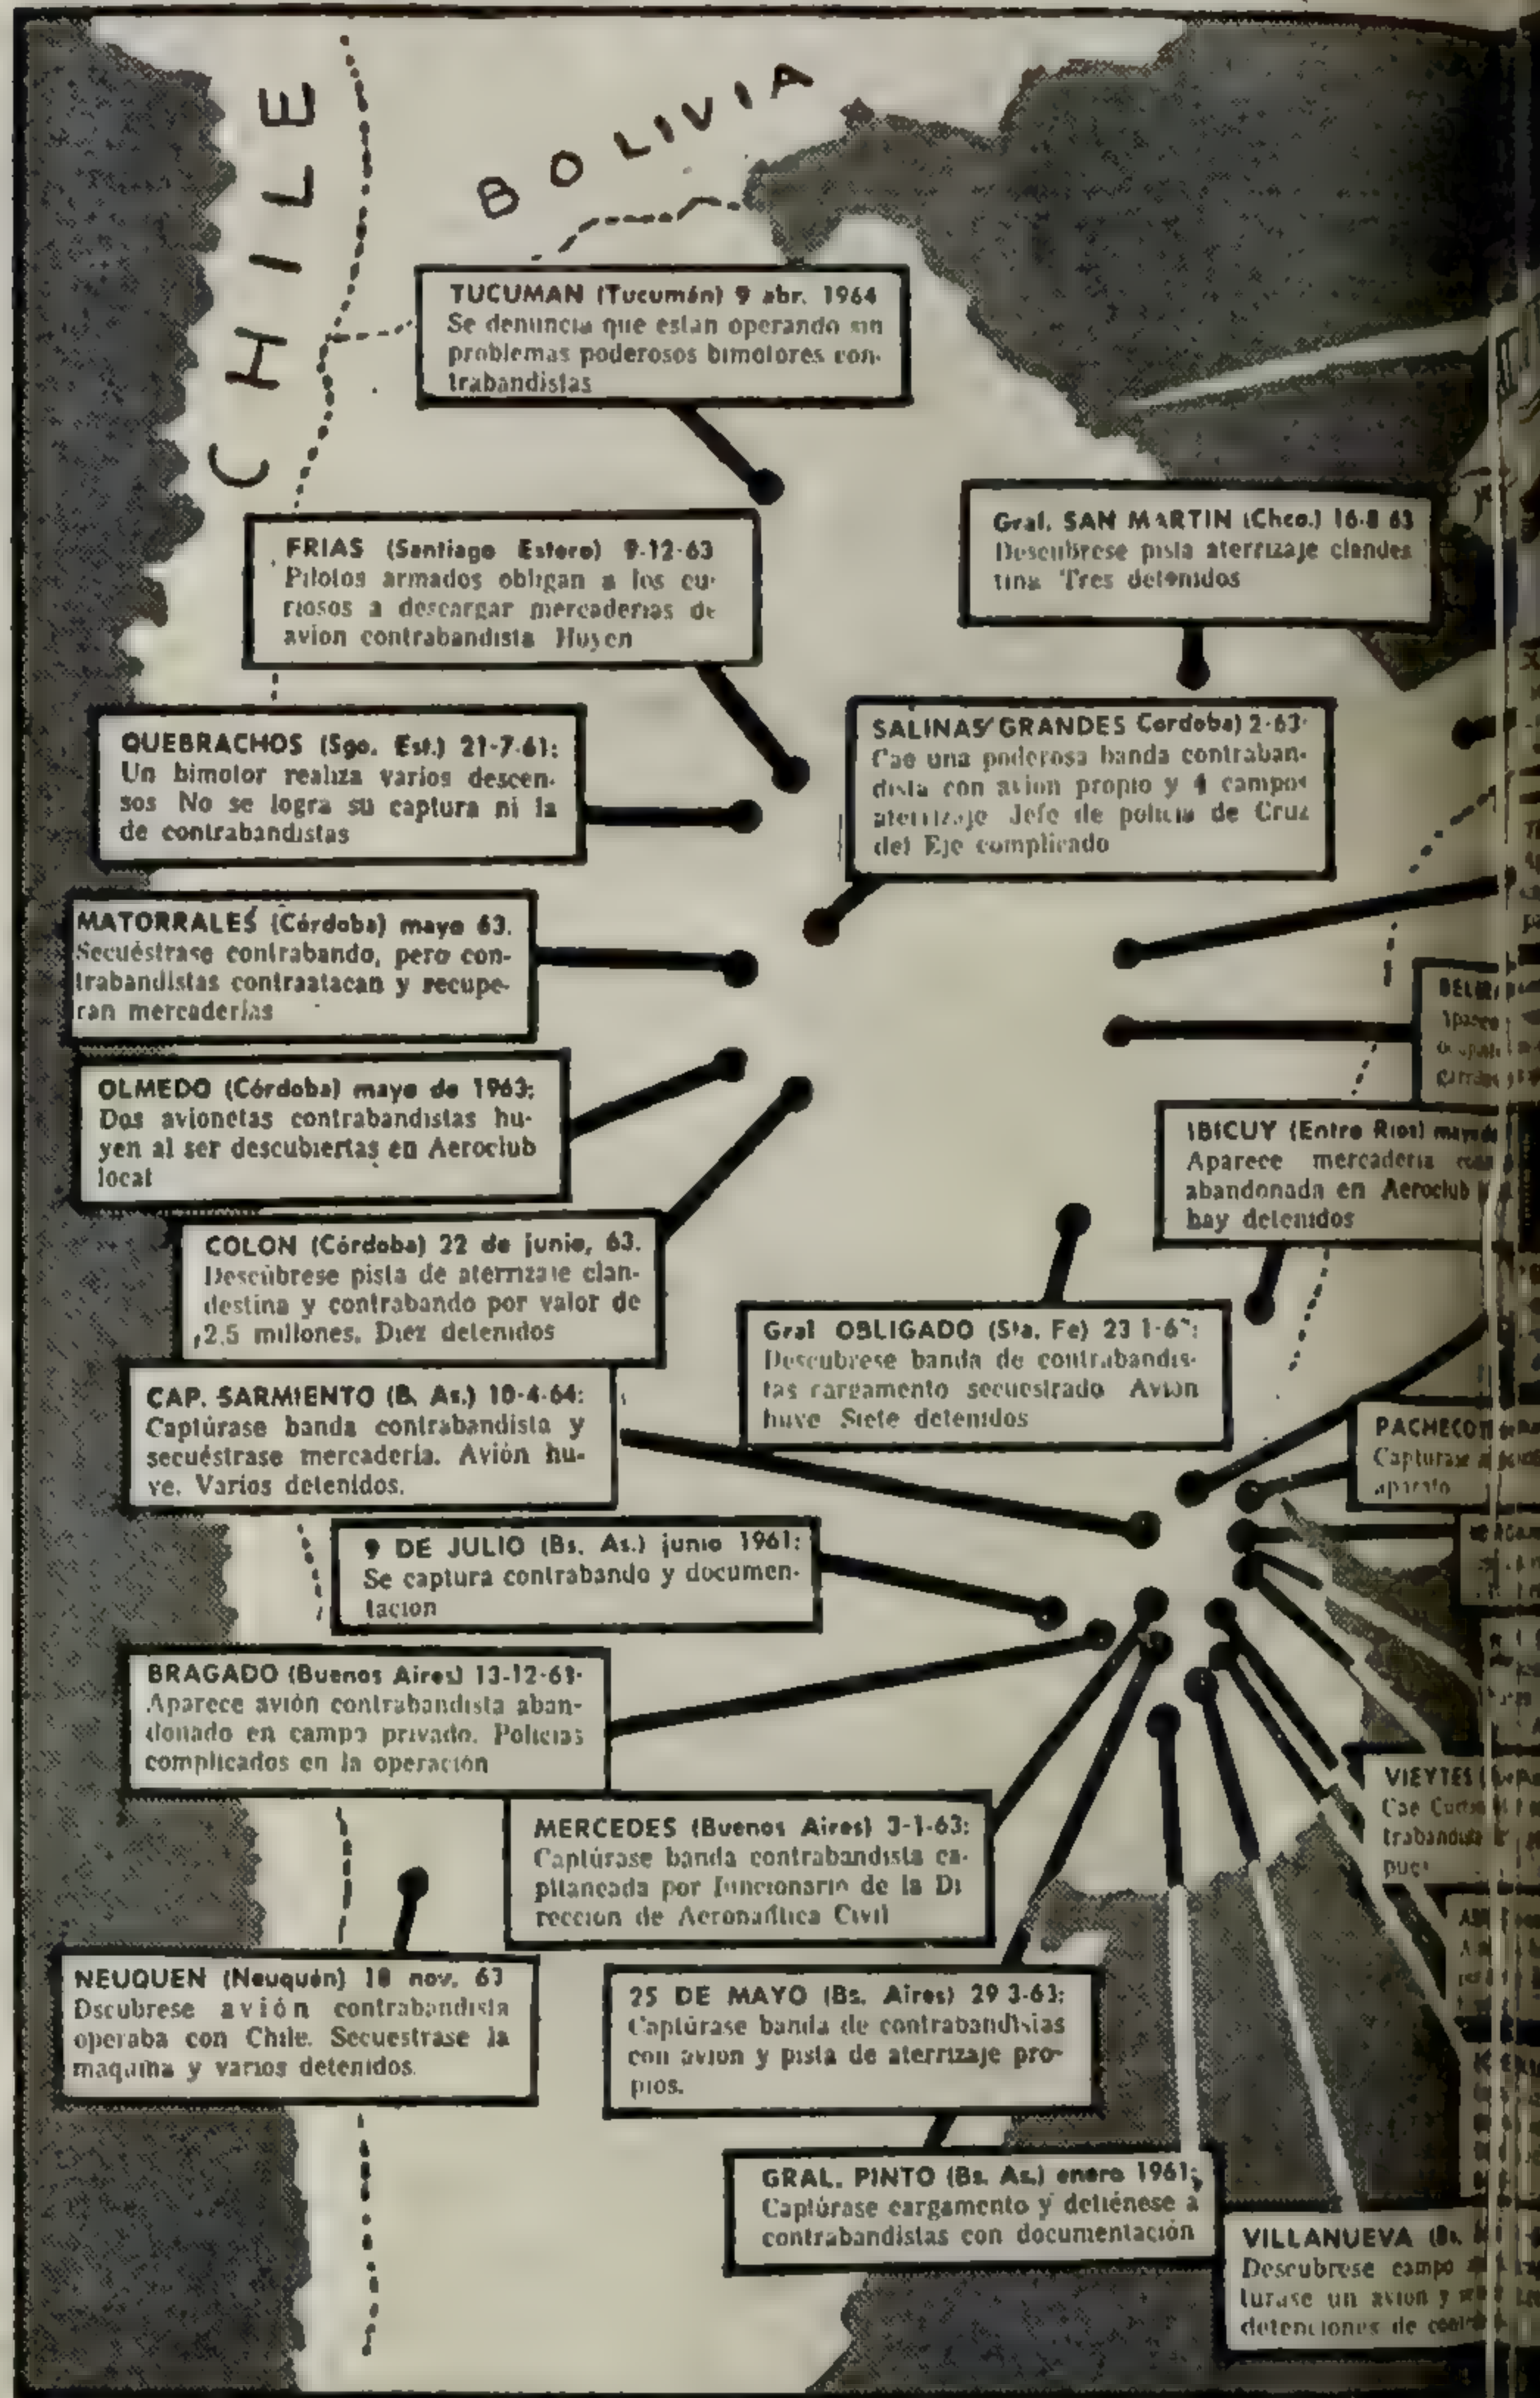 CHILE
BOLIVIA
TUCUMAN (Tucumán) 9 abr. 1964
Se denuncia que estan operando sin
problemas poderosos bimotores con-
trabandistas
FRIAS (Santiago Estero) 9-12-63
Pilotos armados obligan a los cu-
riosos a descargar mercaderias de
avion contrabandista Huyen
Gral. SAN MARTIN (Chco.) 16-8 63
Descubrese pista aterrizaje clandes
tina Tres detenidos
QUEBRACHOS (Sgo. Est.) 21-7-61:
Un bimotor realiza varios descen-
sos No se logra su captura ni la
de contrabandistas
SALINAS GRANDES Cordoba) 2-63
Cae una poderosa banda contraban-
dista con avion propio y 4 campos
aterrizaje Jefe de policia de Cruz
del Eje complicado
MATORRALES (Córdoba) mayo 63.
Secuéstrase contrabando, pero con-
trabandistas contraatacan y recupe-
ran mercaderías
OLMEDO (Córdoba) mayo de 1963:
Dos avionetas contrabandistas hu-
yen al ser descubiertas en Aeroclub
local
IBICUY (Entre Rios)
Aparece mercaderia
abandonada en Aeroclub
hay detenidos
COLON (Córdoba) 22 de junio, 63.
Descúbrese pista de aterrizaje clan-
destina y contrabando por valor de
2.5 millones. Diez detenidos
Gral OBLIGADO (Sta. Fe) 23 1
Descubrese banda de contrabandis-
tas cargamento secuestrado Avion
huye Siete detenidos
CAP. SARMIENTO (B. As.) 10-4-64:
Captúrase banda contrabandista y
secuéstrase mercadería. Avión hu-
ye. Varios detenidos.
PACHECO
Capturase
aparato
9 DE JULIO (Bs. As.) junio 1961:
Se captura contrabando y documen-
tacion
BRAGADO (Buenos Aires)
Aparece avión contrabandista aban-
donado en campo privado. Policias
complicados en la operación
VIEYTES
Cae
MERCEDES (Buenos Aires) 3-1-63:
Captúrase banda contrabandista ca-
pitaneada por funcionario de la Di
reccion de Aeronáutica Civil
NEUQUEN (Neuquén) 18 nov. 63
Dscubrese avión contrabandista
operaba con Chile. Secuestrase la
maquina y varios detenidos.
25 DE MAYO (Bs. Aires) 29 3-63:
Captúrase banda de contrabandistas
con avion y pista de aterrizaje pro-
pios.
GRAL. PINTO (Bs. As.) enero 1961;
Captúrase cargamento y detiénese a
contrabandistas con documentación
VILLANUEVA (Bs.
Descubrese campo
turase un avion y
detenciones de